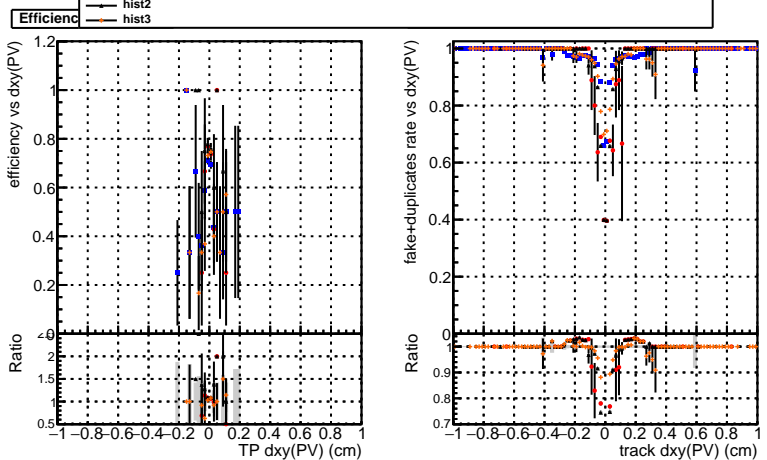 hist2
Efficienc
hist3
efficiency vs dxy(PV)
1.2
1
0.8
0.6
0.4
0.2
0
Ratio
2
1.5
1
0.5
−1 −0.8−0.6−0.4−0.2 0 0.2 0.4 0.6 0.8 1
TP dxy(PV) (cm)
fake+duplicates rate vs dxy(PV)
1
0.8
0.6
0.4
0.2
0
Ratio
1
0.9
0.8
0.7
−1 −0.8−0.6−0.4−0.2 0 0.2 0.4 0.6 0.8 1
track dxy(PV) (cm)